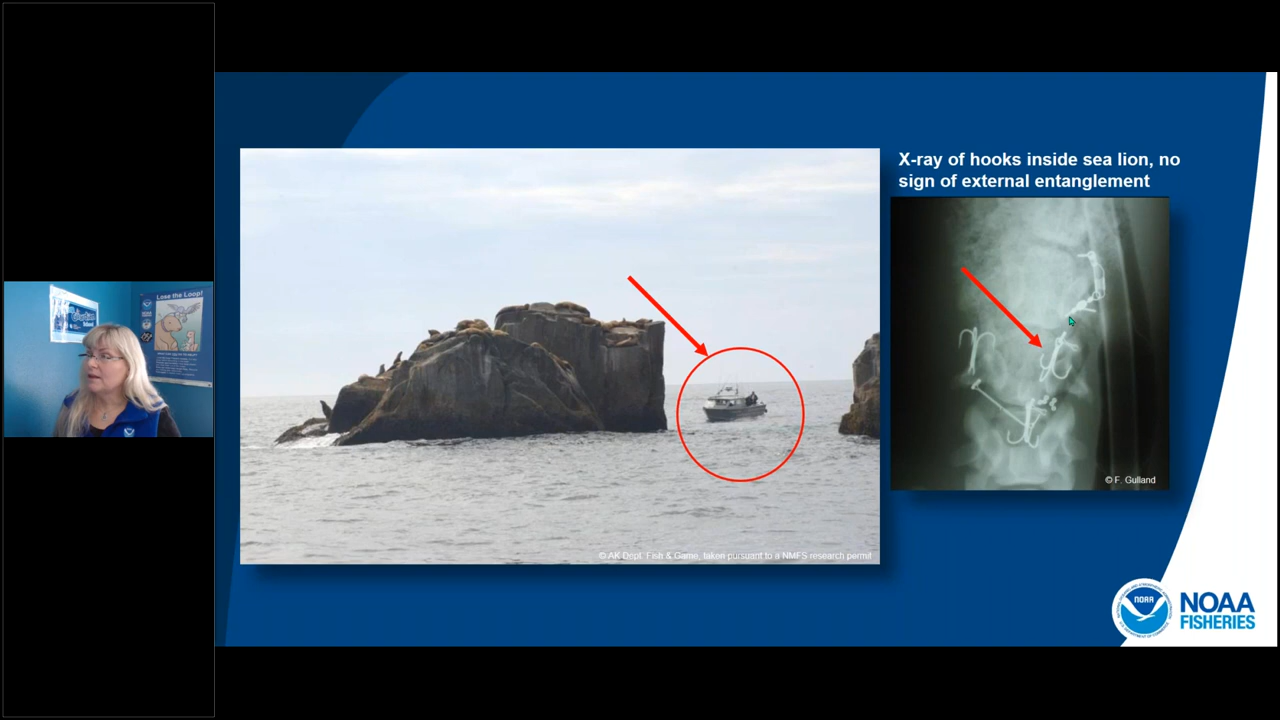 Lose the Loop!
X-ray of hooks inside sea lion, no
sign of external entanglement
© F. Gulland
© AK Dept. Fish & Game, taken pursuant to a NMFS research permit
NOAA
NOAA
FISHERIES